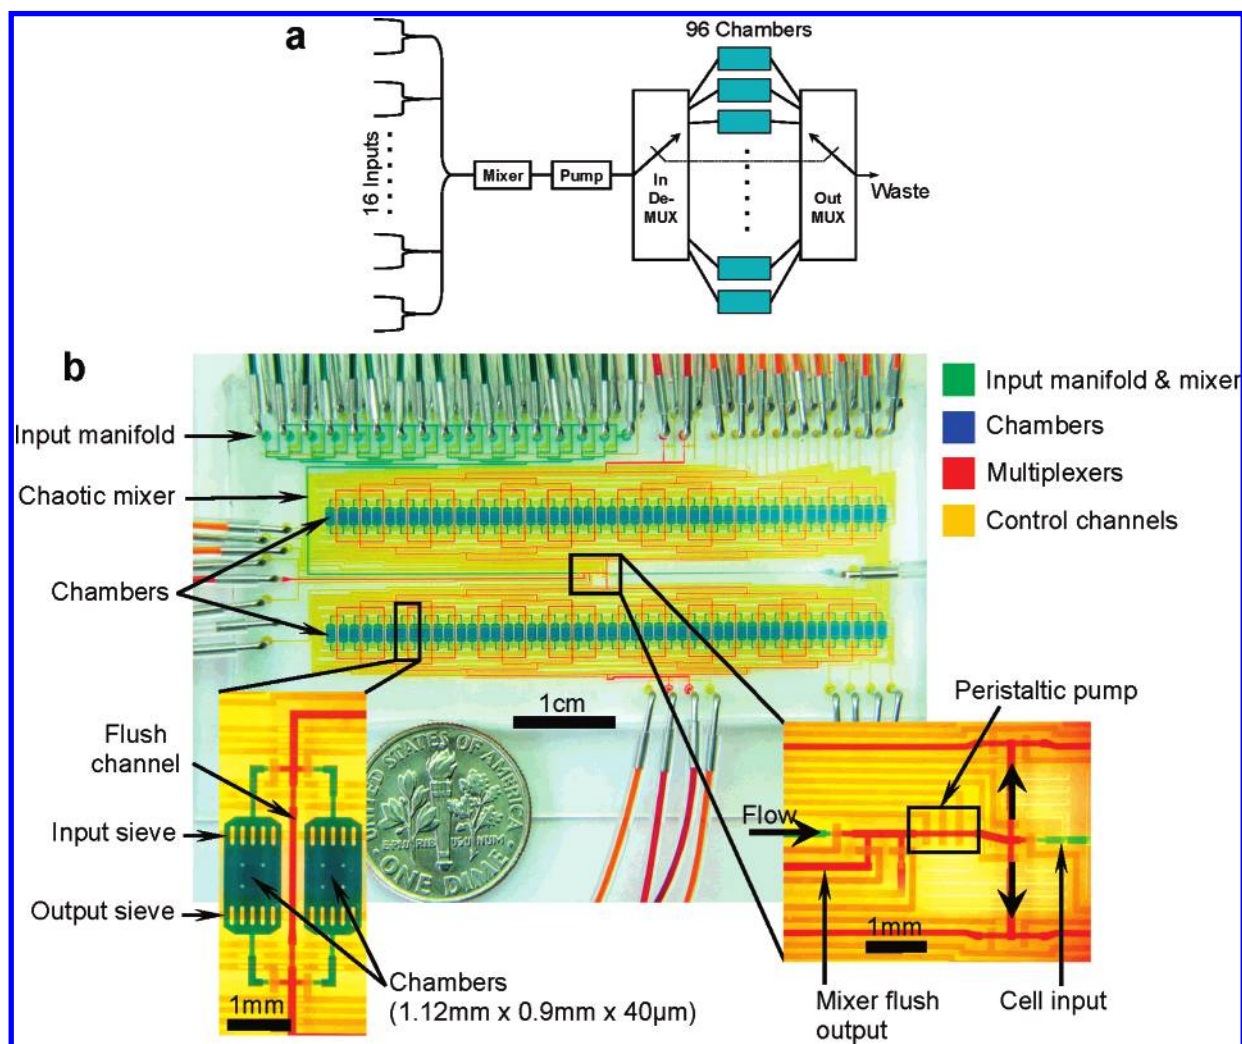 a
96 Chambers
16 Inputs
Mixer
Pump
In
De-
MUX
Out
MUX
Waste
b
Input manifold & mixer
Chambers
Multiplexers
Control channels
Input manifold
Chaotic mixer
Chambers
1cm
Peristaltic pump
Flush
channel
Input sieve
Output sieve
1mm
Chambers
(1.12mm x 0.9mm x 40µm)
UNITED STATES OF AMERICA
E PLURIBUS UNUM
ONE DIME
Flow
1mm
Mixer flush
output
Cell input